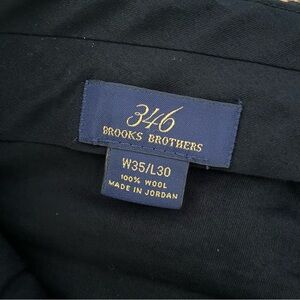 346
BROOKS BROTHERS
W35/L30
100% WOOL
MADE IN JORDAN